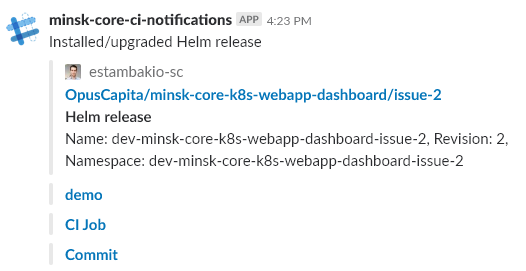 minsk-core-ci-notifications APP 4:23 PM
Installed/upgraded Helm release
estambakio-sc
OpusCapita/minsk-core-k8s-webapp-dashboard/issue-2
Helm release
Name: dev-minsk-core-k8s-webapp-dashboard-issue-2, Revision: 2,
Namespace: dev-minsk-core-k8s-webapp-dashboard-issue-2
demo
CI Job
Commit